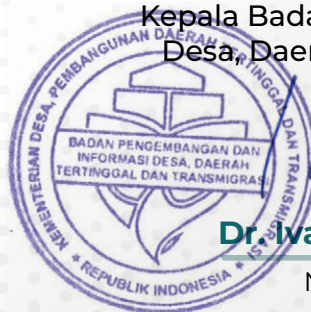 Kepala Bada
Desa, Daer
KEMENTERIAN DESA, PEMBANGUNAN DAERAH TERTINGGAL DAN TRANSMIGRASI
BADAN PENGEMBANGAN DAN
INFORMASI DESA, DAERAH
TERTINGGAL DAN TRANSMIGRASI
* REPUBLIK INDONESIA *
Dr. Iva
N